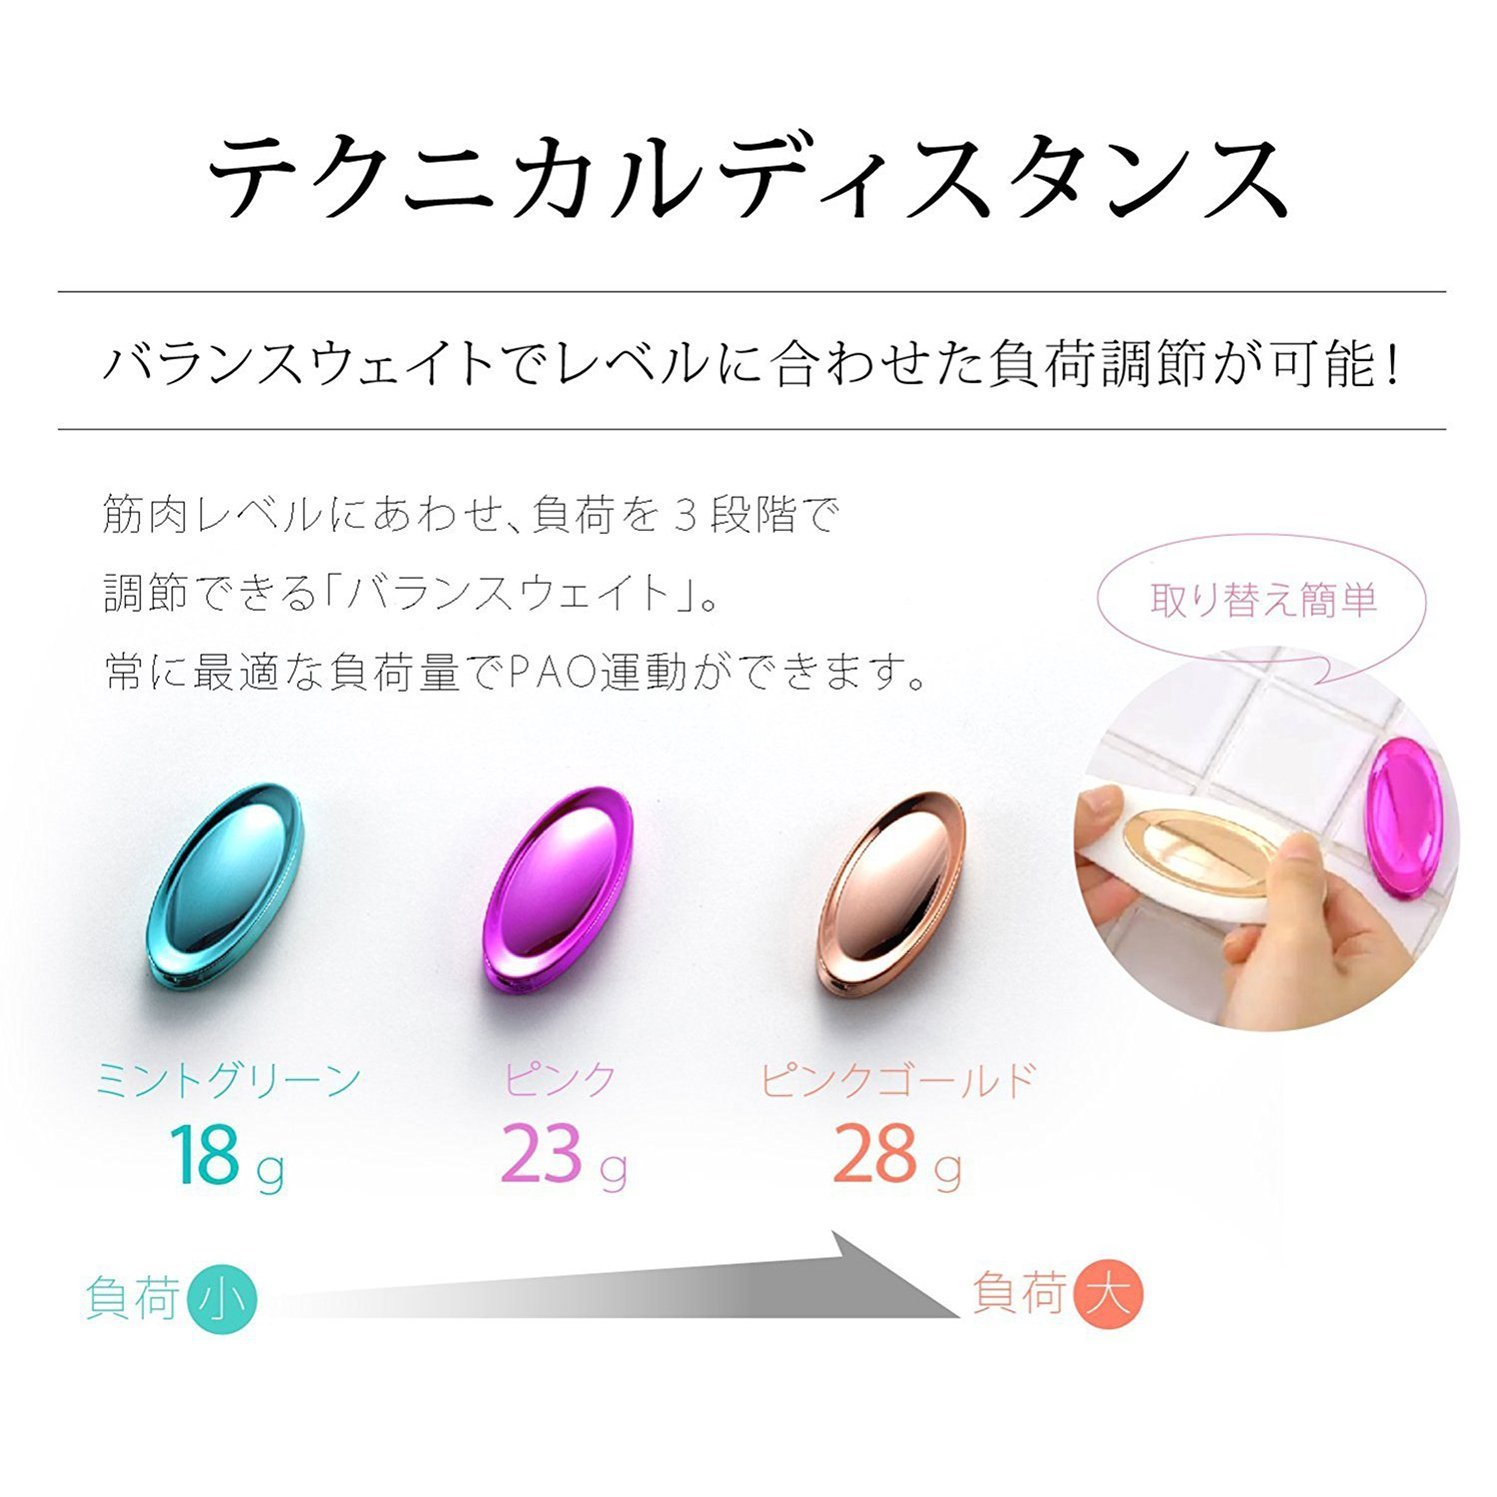 テクニカルディスタンス
バランスウェイトでレベルに合わせた負荷調節が可能！
筋肉レベルにあわせ、負荷を３段階で
調節できる「バランスウェイト」。
常に最適な負荷量でPAO運動ができます。
取り替え簡単
ミントグリーン
18 g
ピンク
23 g
ピンクゴールド
28 g
負荷 小
負荷 大